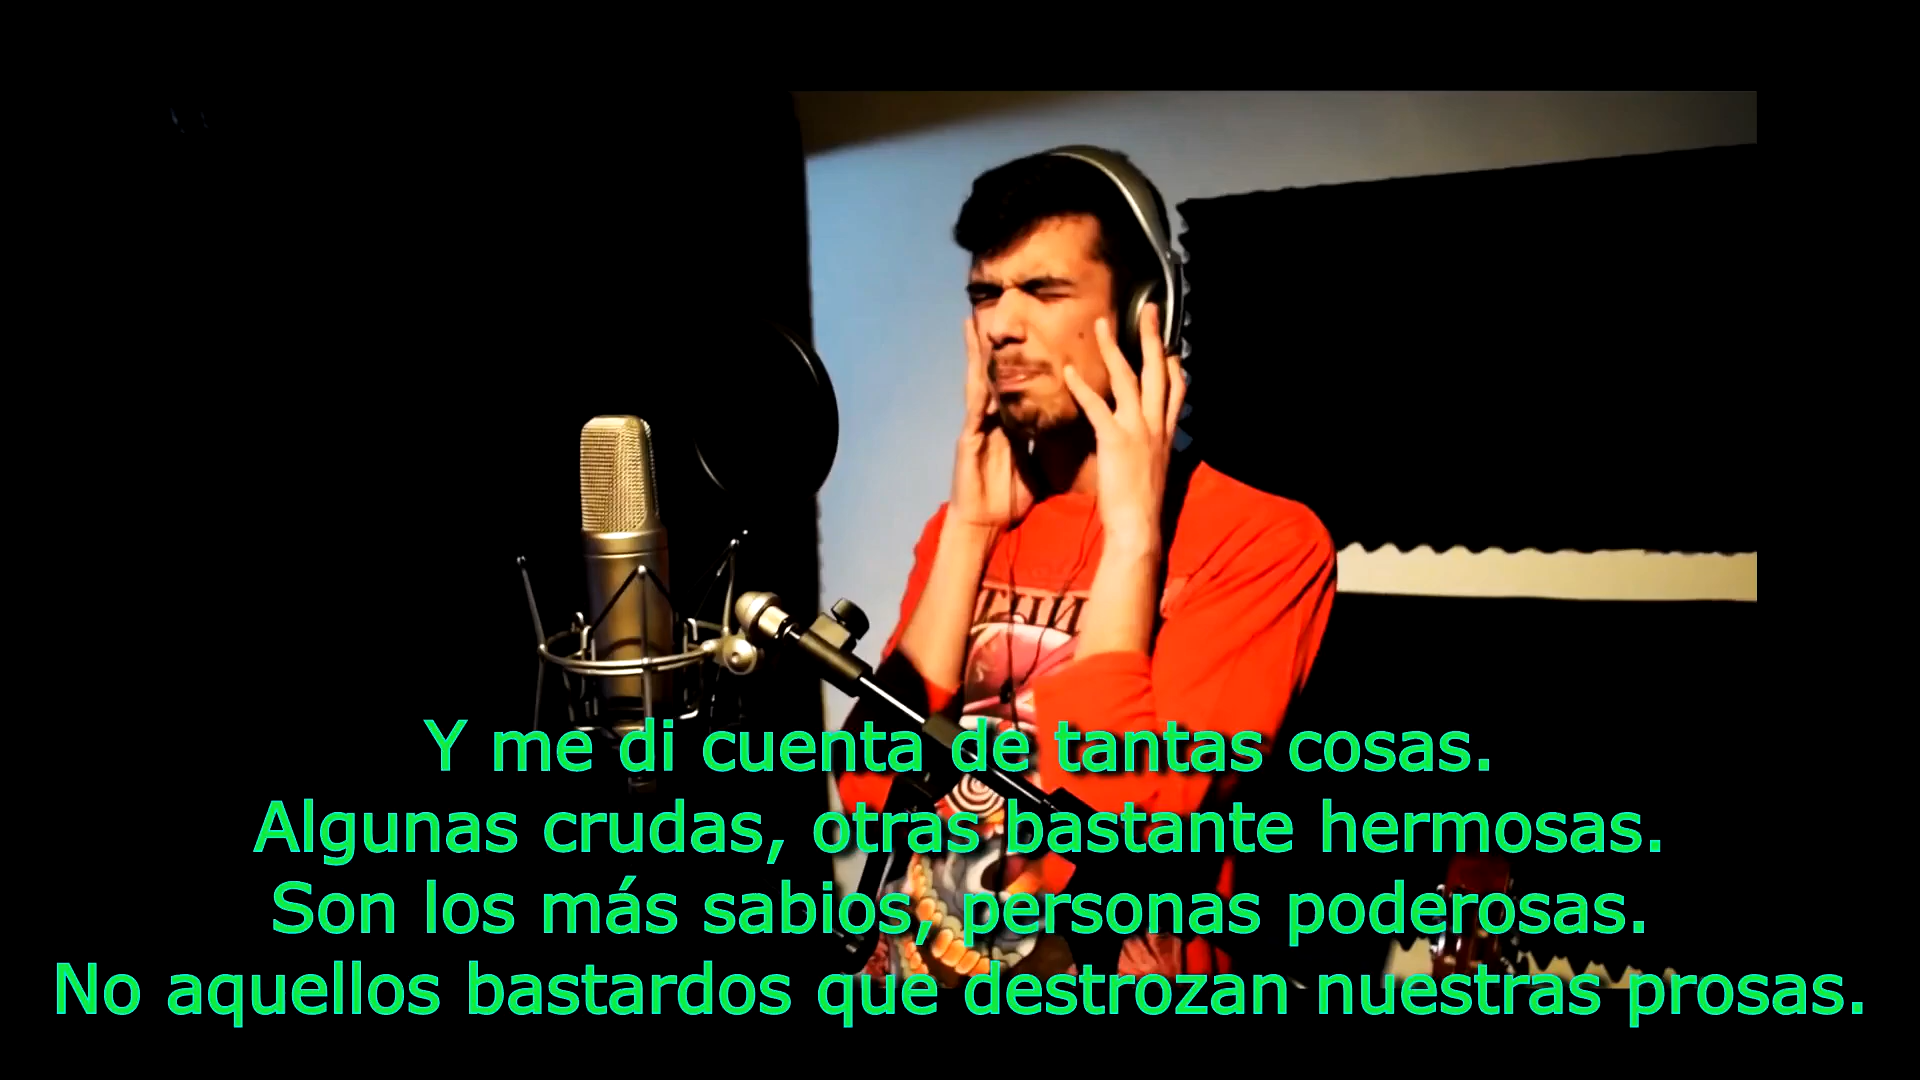 Y me di cuenta de tantas cosas.
Algunas crudas, otras bastante hermosas.
Son los más sabios, personas poderosas.
No aquellos bastardos que destrozan nuestras prosas.